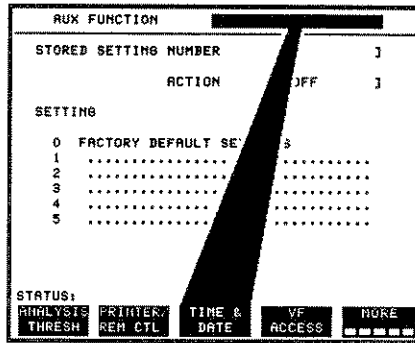 AUX FUNCTION
STORED SETTING NUMBER ]
ACTION OFF ]
SETTING
0 FACTORY DEFAULT
1 ....................................
2 ....................................
3 ....................................
4 ....................................
5 ....................................
STATUS:
ANALYSIS THRESH
PRINTER/ REM CTL
TIME & DATE
VF ACCESS
MORE